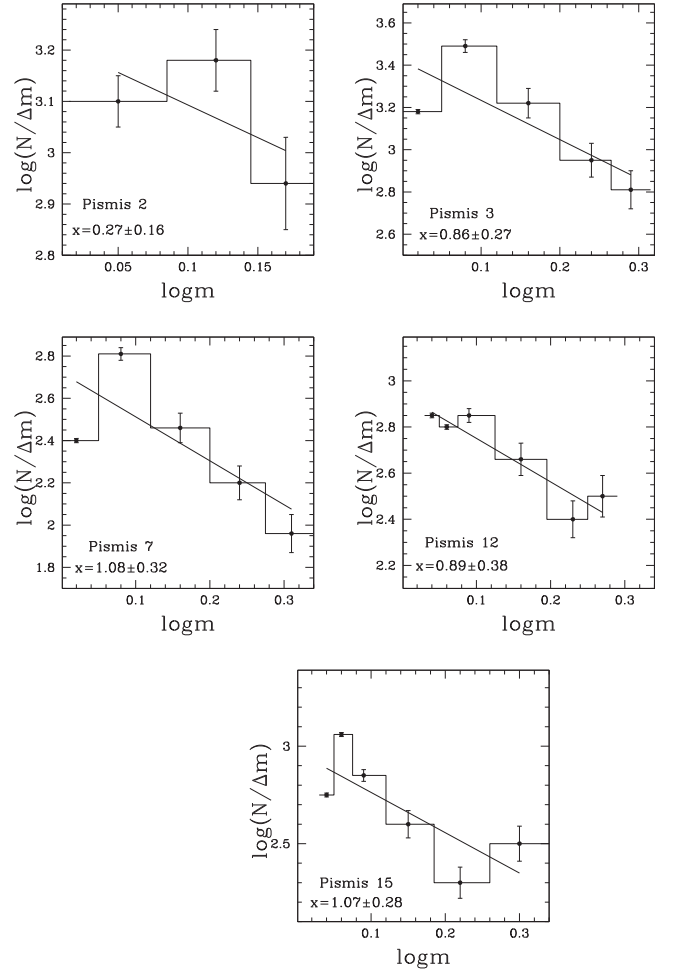 3.2
3.1
3
2.9
2.8
log(N/Δm)
Pismis 2
x=0.27±0.16
0.05 0.1 0.15
logm
3.6
3.4
3.2
3
2.8
2.6
log(N/Δm)
Pismis 3
x=0.86±0.27
0.1 0.2 0.3
logm
2.8
2.6
2.4
2.2
2
1.8
log(N/Δm)
Pismis 7
x=1.08±0.32
0.1 0.2 0.3
logm
3
2.8
2.6
2.4
2.2
log(N/Δm)
Pismis 12
x=0.89±0.38
0.1 0.2 0.3
logm
3
2.5
log(N/Δm)
Pismis 15
x=1.07±0.28
0.1 0.2 0.3
logm